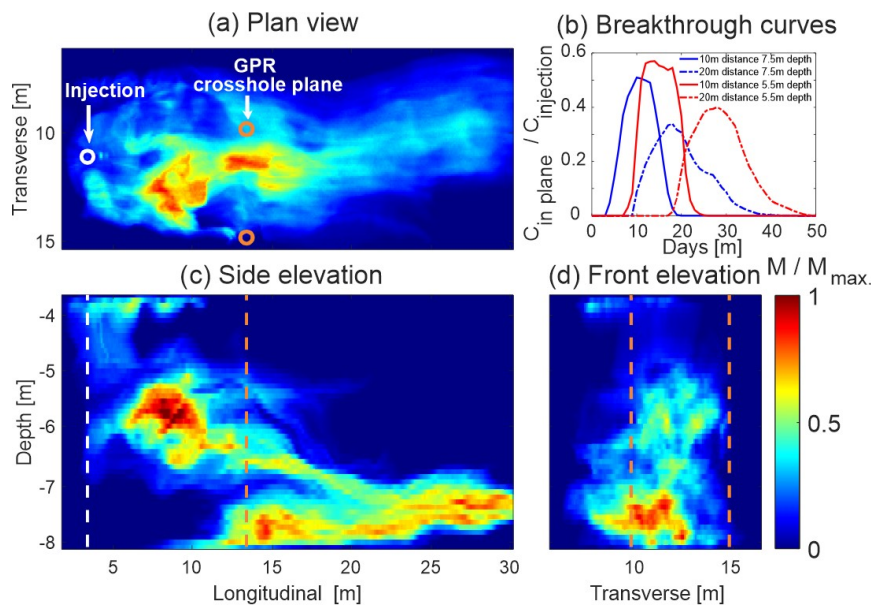 (a) Plan view
(b) Breakthrough curves
Injection
GPR
crosshole plane
Transverse [m]
10
15
C in plane / C injection
0.6
0.4
0.2
0
10m distance 7.5m depth
20m distance 7.5m depth
10m distance 5.5m depth
20m distance 5.5m depth
0 10 20 30 40 50
Days [m]
(c) Side elevation
(d) Front elevation
M / Mmax.
Depth [m]
-4
-5
-6
-7
-8
5 10 15 20 25 30
Longitudinal [m]
10 15
Transverse [m]
1
0.5
0